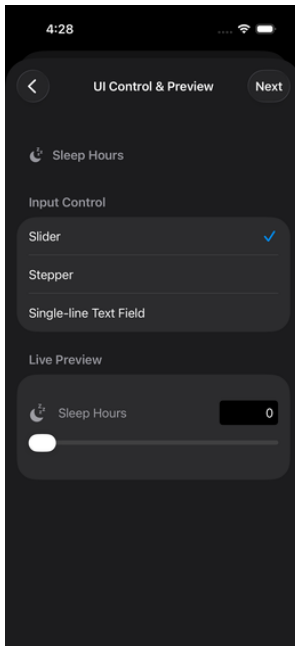 4:28
UI Control & Preview
Next
Sleep Hours
Input Control
Slider
Stepper
Single-line Text Field
Live Preview
Sleep Hours
0